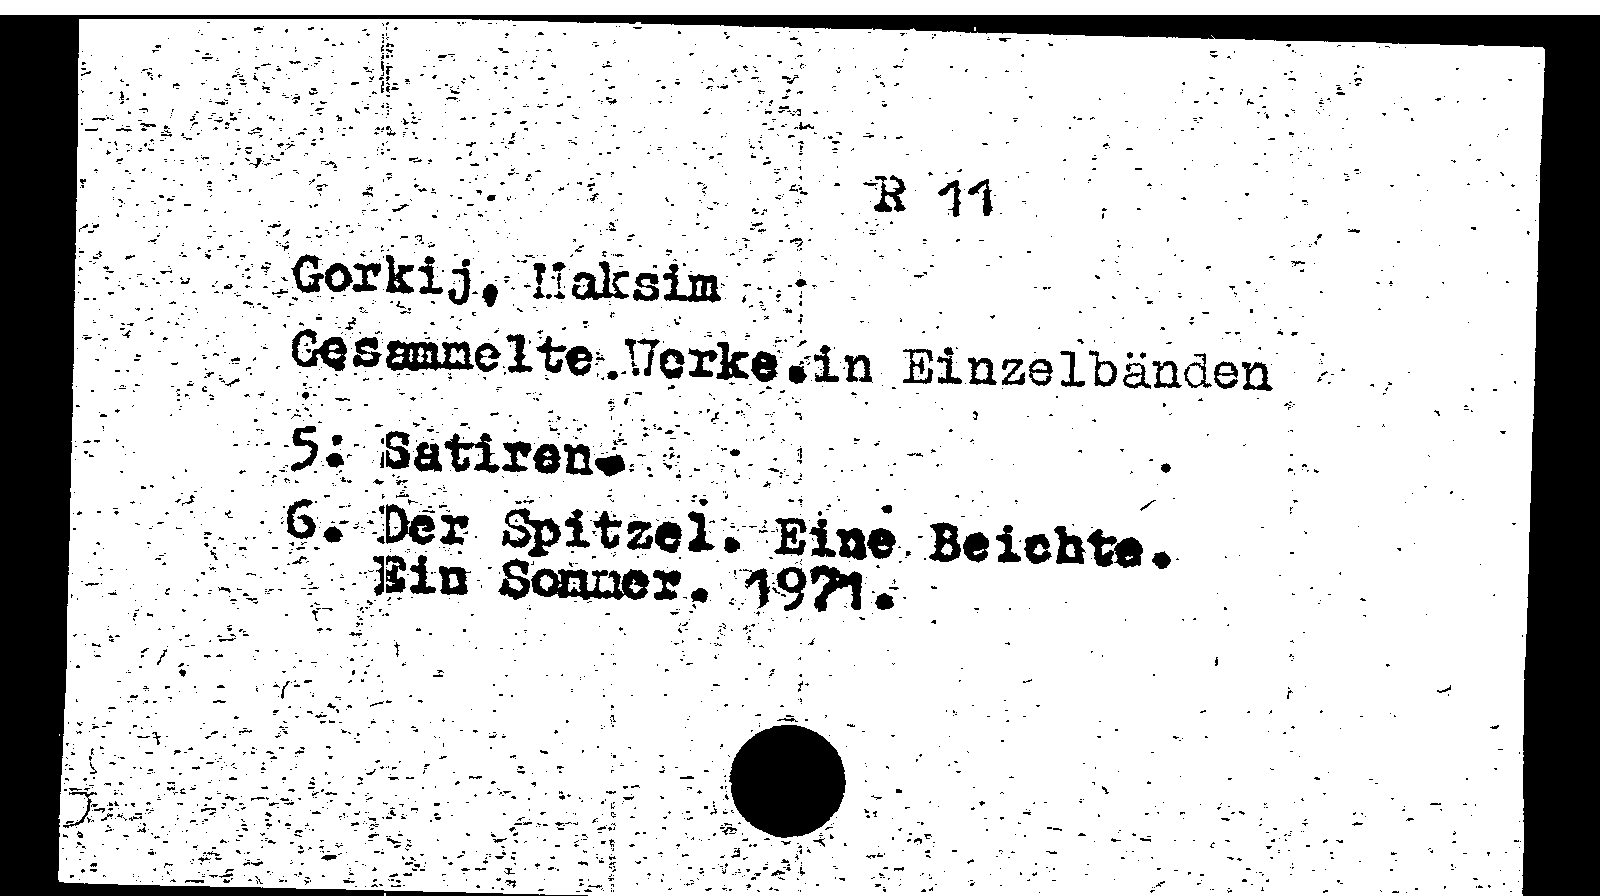 R 11
Gorkij, Maksim
Gesammelte Werke in Einzelbänden
5: Satiren.
6. Der Spitzel. Eine Beichte.
Ein Sommer. 1971.